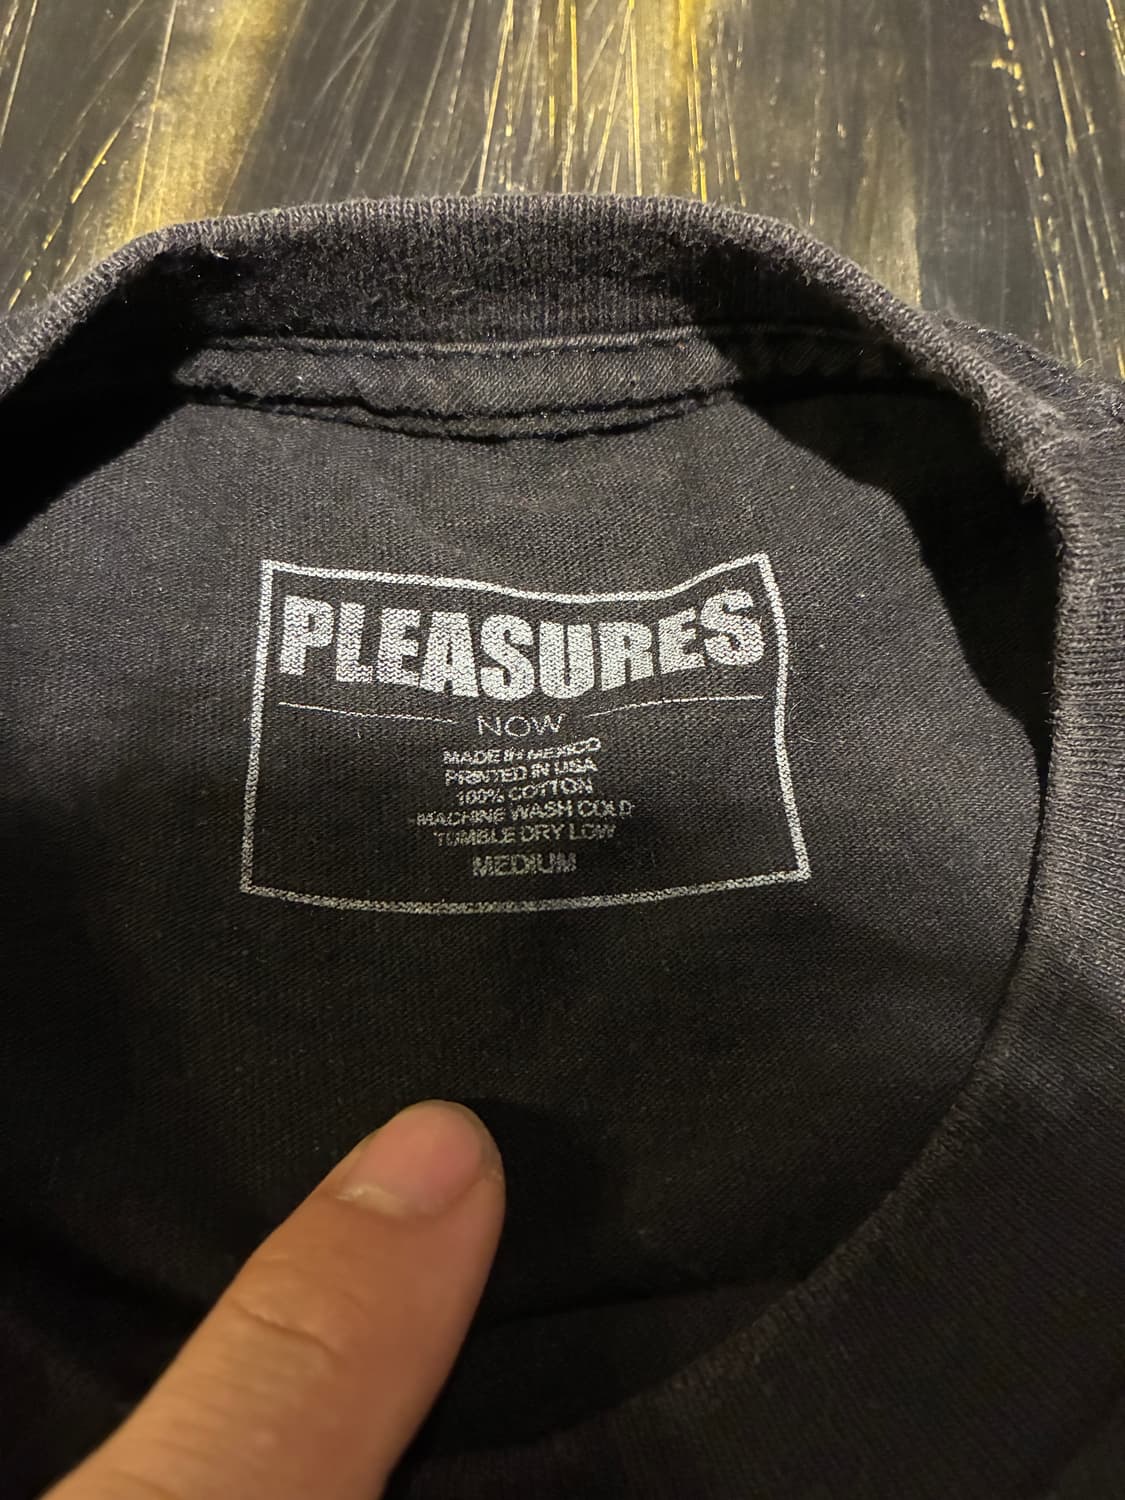 PLEASURES
NOW
MADE IN MEXICO
PRINTED IN USA
100% COTTON
MACHINE WASH COLD
TUMBLE DRY LOW
MEDIUM